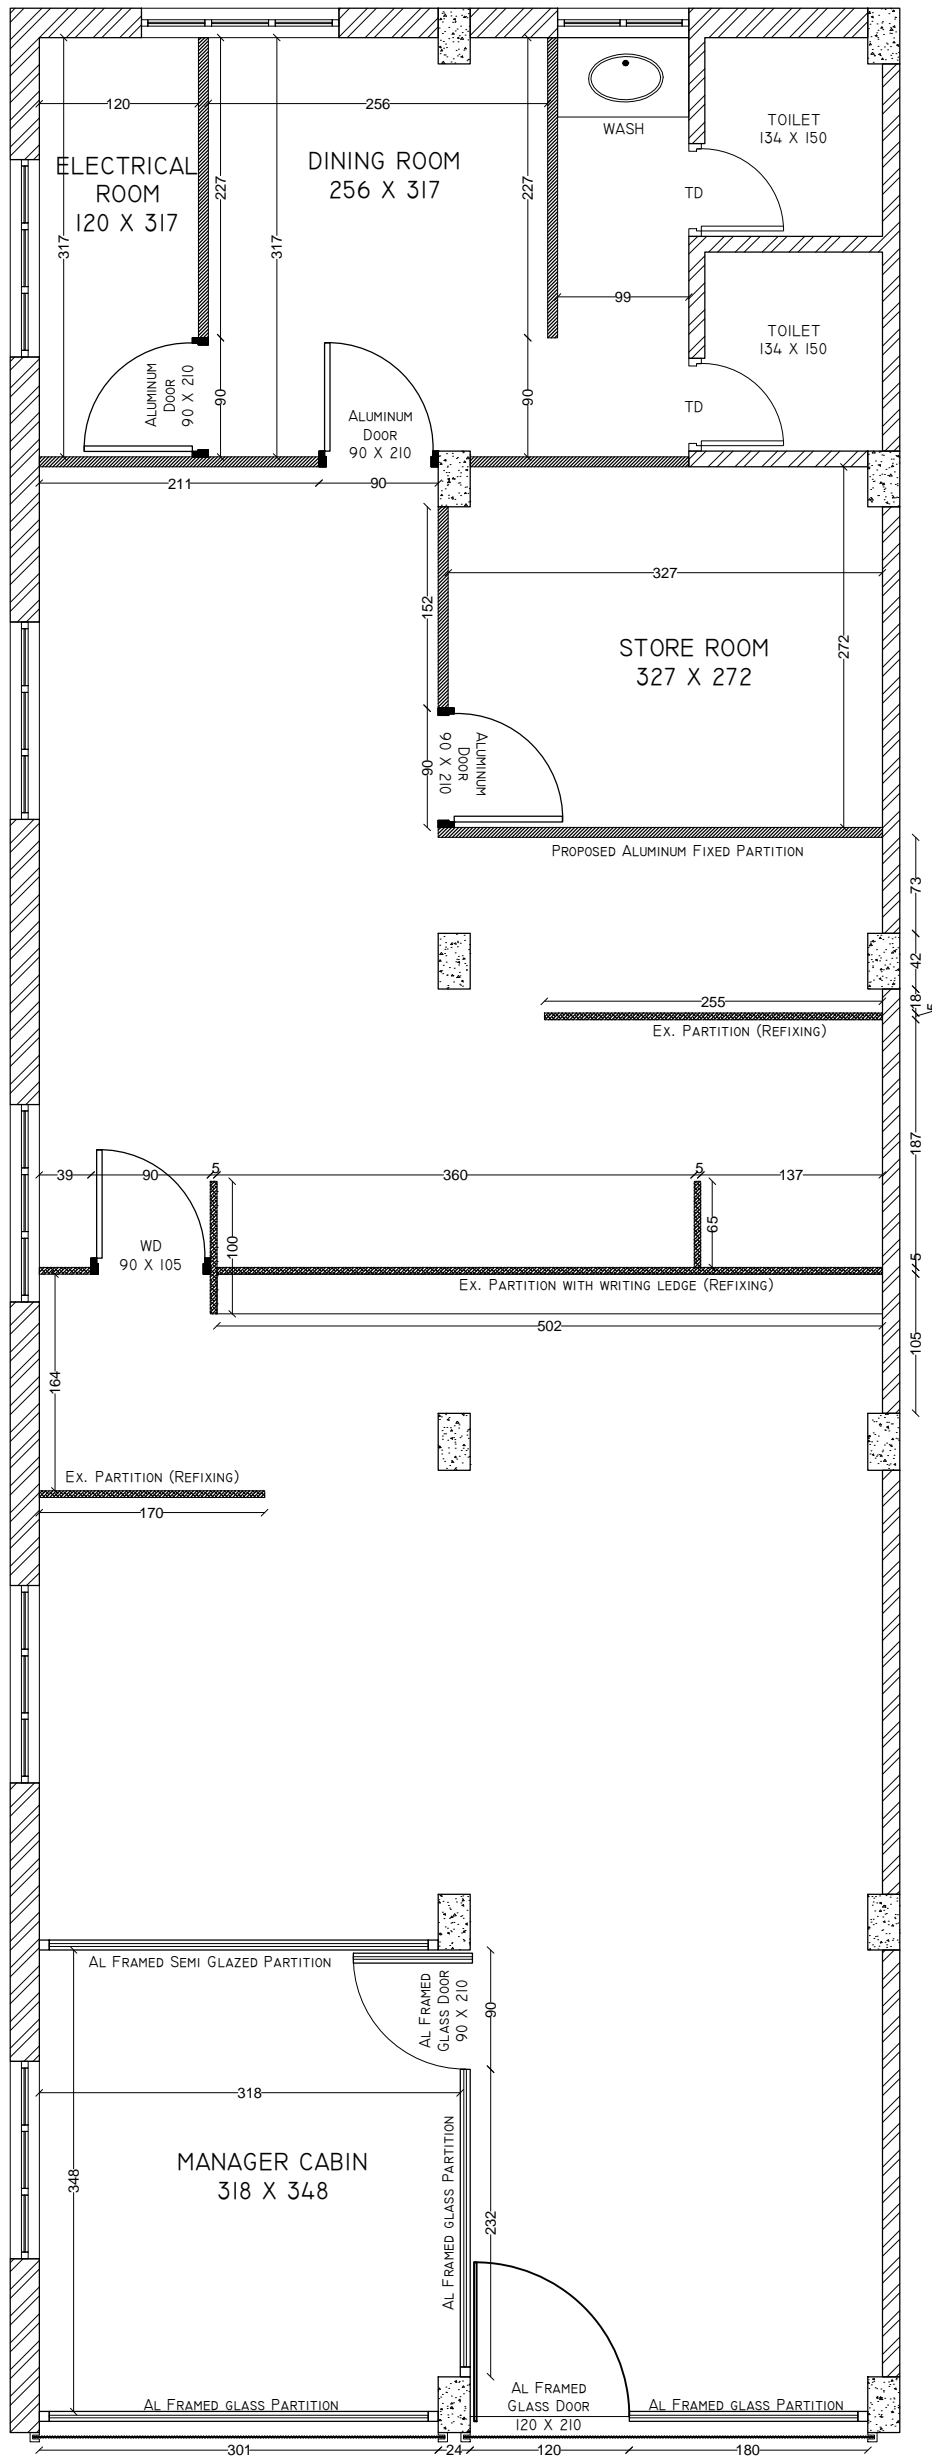 120
256
ELECTRICAL
ROOM
120 X 317
DINING ROOM
256 X 317
WASH
TOILET
134 X 150
TD
317
227
317
227
99
TOILET
134 X 150
TD
ALUMINUM
DOOR
90 X 210
90
ALUMINUM
DOOR
90 X 210
90
211
90
327
152
STORE ROOM
327 X 272
272
90
ALUMINUM
DOOR
90 X 210
PROPOSED ALUMINUM FIXED PARTITION
73
42
18
5
255
EX. PARTITION (REFIXING)
187
39
90
5
360
5
137
100
65
WD
90 X 105
5
EX. PARTITION WITH WRITING LEDGE (REFIXING)
502
105
164
EX. PARTITION (REFIXING)
170
AL FRAMED SEMI GLAZED PARTITION
AL FRAMED
GLASS DOOR
90 X 210
90
318
MANAGER CABIN
318 X 348
348
AL FRAMED GLASS PARTITION
232
AL FRAMED GLASS PARTITION
AL FRAMED
GLASS DOOR
120 X 210
AL FRAMED GLASS PARTITION
301
24
120
180